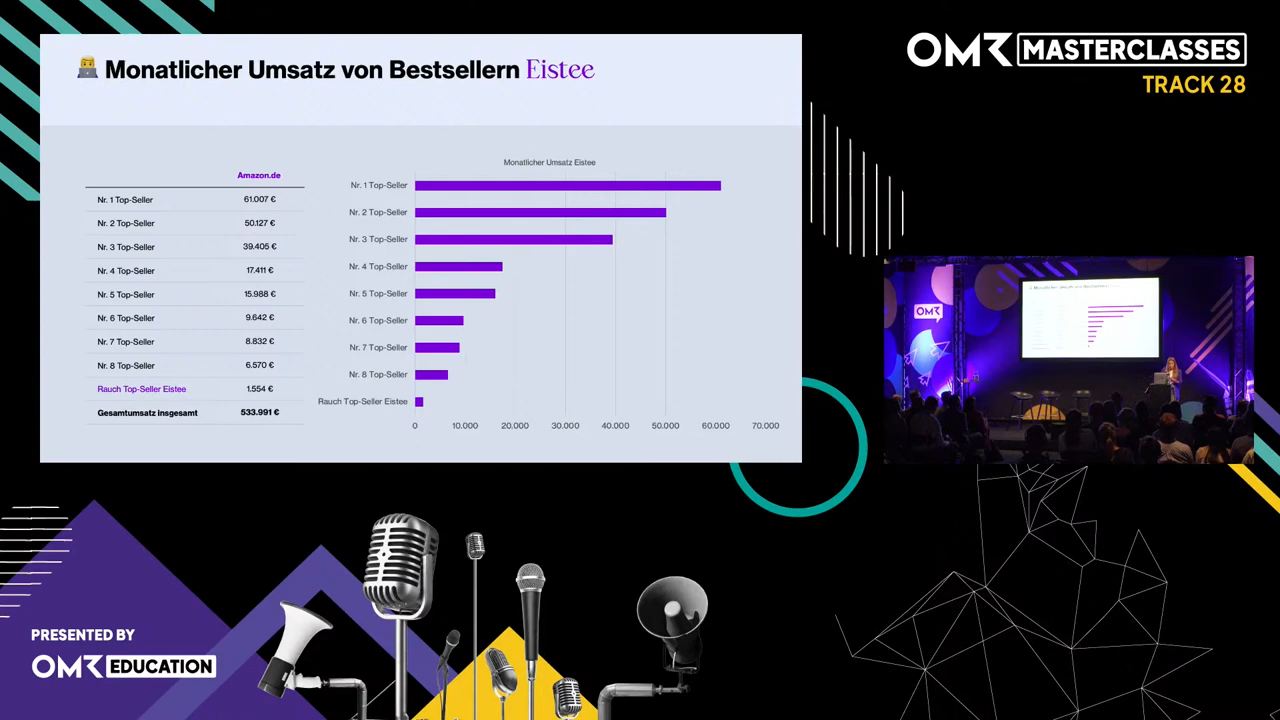 OMR MASTERCLASSES
TRACK 28
Monatlicher Umsatz von Bestsellern Eistee
Amazon.de
Nr. 1 Top-Seller 61.007 €
Nr. 2 Top-Seller 50.127 €
Nr. 3 Top-Seller 39.405 €
Nr. 4 Top-Seller 17.411 €
Nr. 5 Top-Seller 15.988 €
Nr. 6 Top-Seller 9.642 €
Nr. 7 Top-Seller 8.832 €
Nr. 8 Top-Seller 6.570 €
Rauch Top-Seller Eistee 1.554 €
Gesamtumsatz insgesamt 533.991 €
Monatlicher Umsatz Eistee
Nr. 1 Top-Seller
Nr. 2 Top-Seller
Nr. 3 Top-Seller
Nr. 4 Top-Seller
Nr. 5 Top-Seller
Nr. 6 Top-Seller
Nr. 7 Top-Seller
Nr. 8 Top-Seller
Rauch Top-Seller Eistee
0 10.000 20.000 30.000 40.000 50.000 60.000 70.000
OMR
PRESENTED BY
OMR EDUCATION